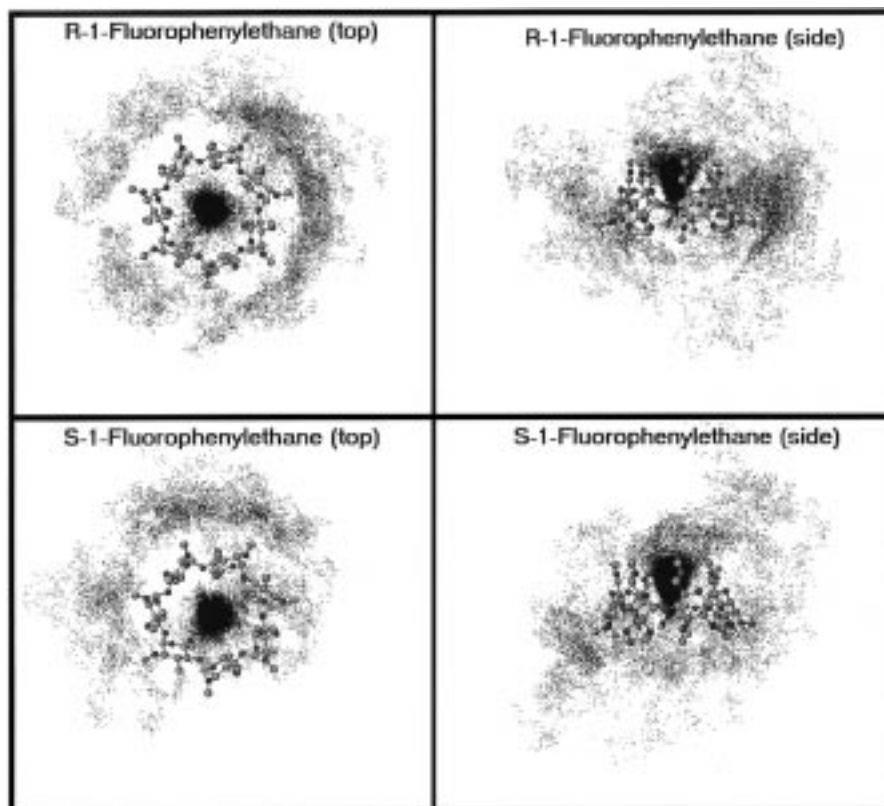 R-1-Fluorophenylethane (top)
R-1-Fluorophenylethane (side)
S-1-Fluorophenylethane (top)
S-1-Fluorophenylethane (side)